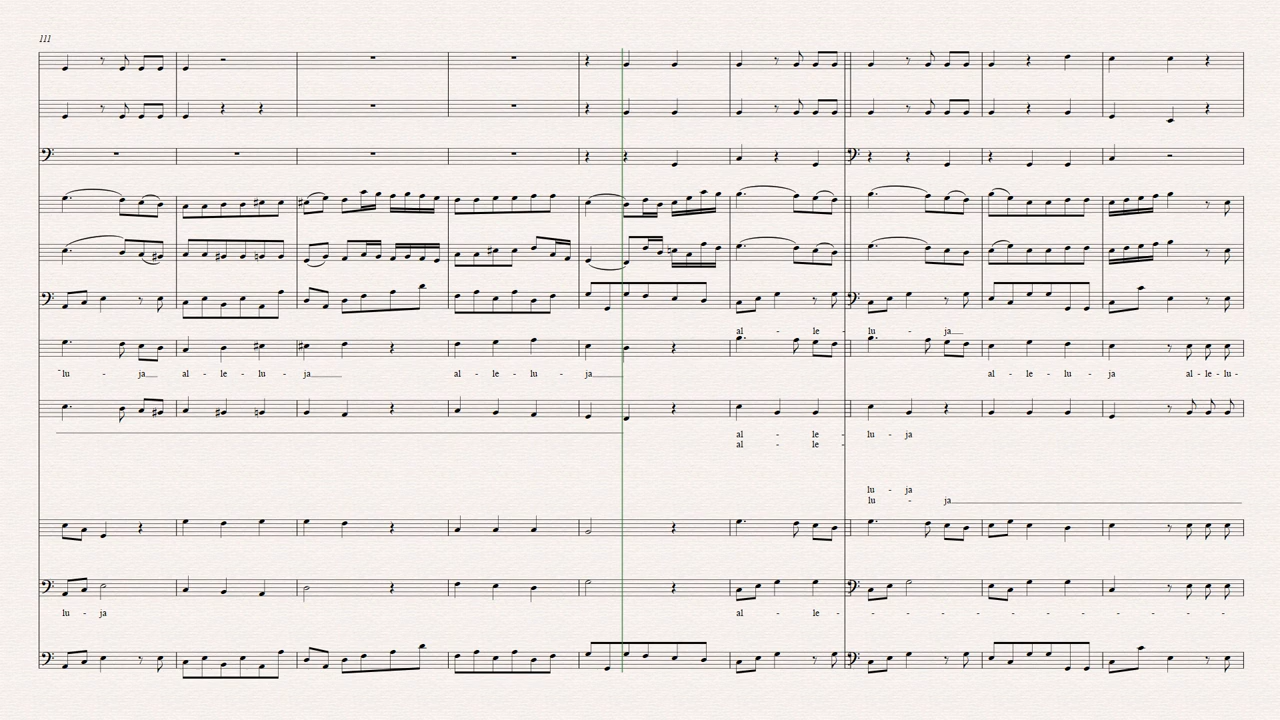 111
al - le - lu - ja
lu - ja al - le - lu - ja al - le - lu - ja al - le - lu - ja al - le - lu -
al - le - lu - ja
al - le -
lu - ja
lu - ja
lu - ja al - le - - - - - - - - - - -